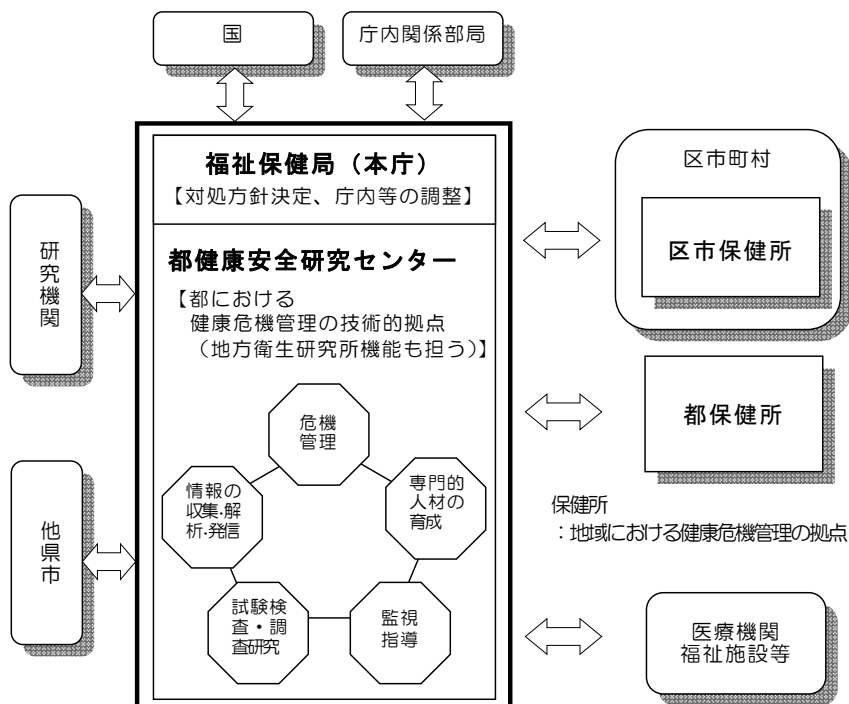 国
庁内関係部局
福祉保健局（本庁）
【対処方針決定、庁内等の調整】
都健康安全研究センター
【都における
健康危機管理の技術的拠点
（地方衛生研究所機能も担う）】
危機
管理
情報の
収集・解
析・発信
専門的
人材の
育成
試験検
査・調
査研究
監視
指導
研究機関
他県市
区市町村
区市保健所
都保健所
保健所
：地域における健康危機管理の拠点
医療機関
福祉施設等